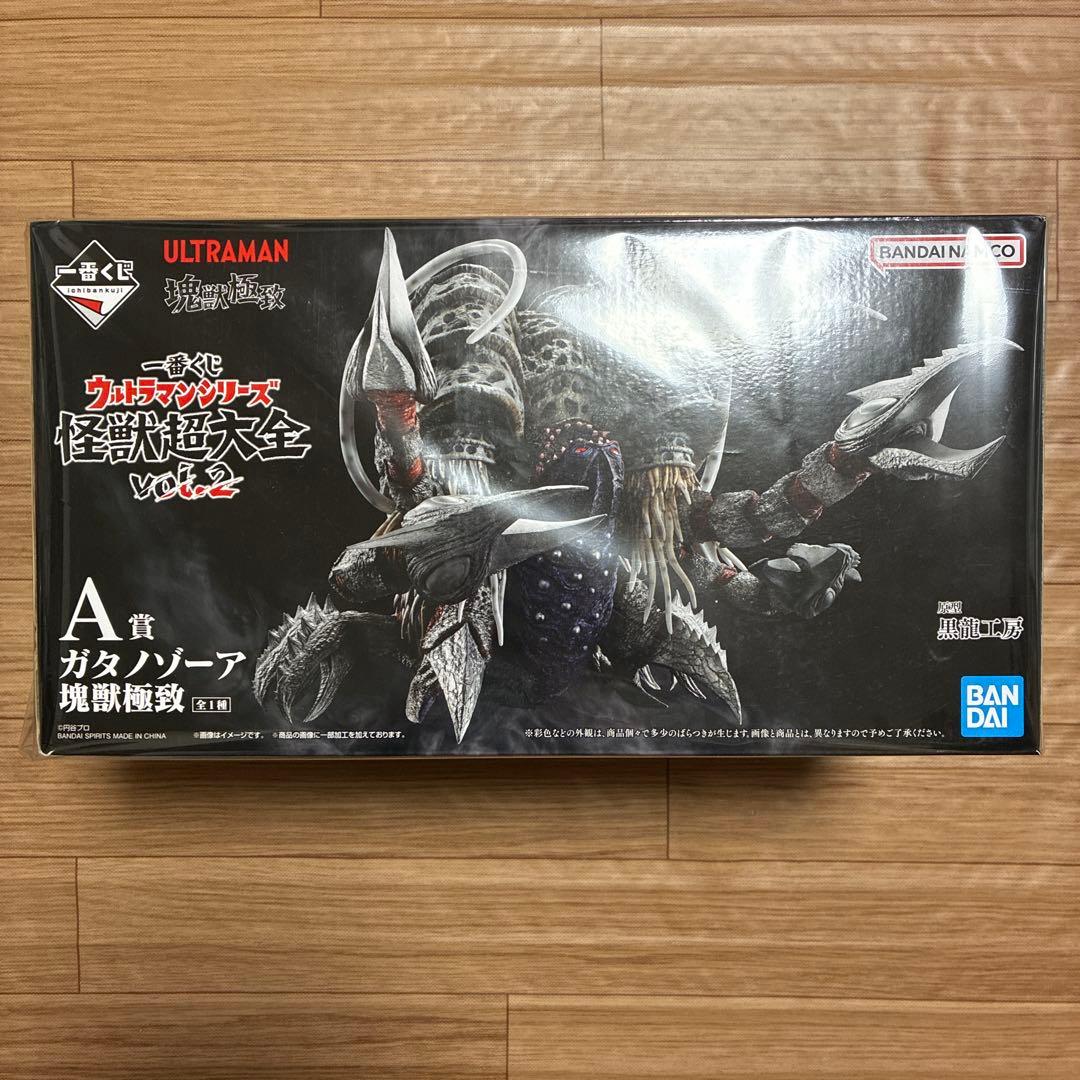 一番くじ
ichibankuji
ULTRAMAN
塊獣極致
BANDAI NAMCO
一番くじ
ウルトラマンシリーズ
怪獣超大全
vol.2
A賞
ガタノゾーア
塊獣極致 全1種
©円谷プロ
BANDAI SPIRITS MADE IN CHINA
※画像はイメージです。 ※商品の画像に一部加工を加えております。
※彩色などの外観は、商品個々で多少のばらつきが生じます。画像と商品とは、異なりますので予めご了承ください。
原型
黒龍工房
BAN
DAI